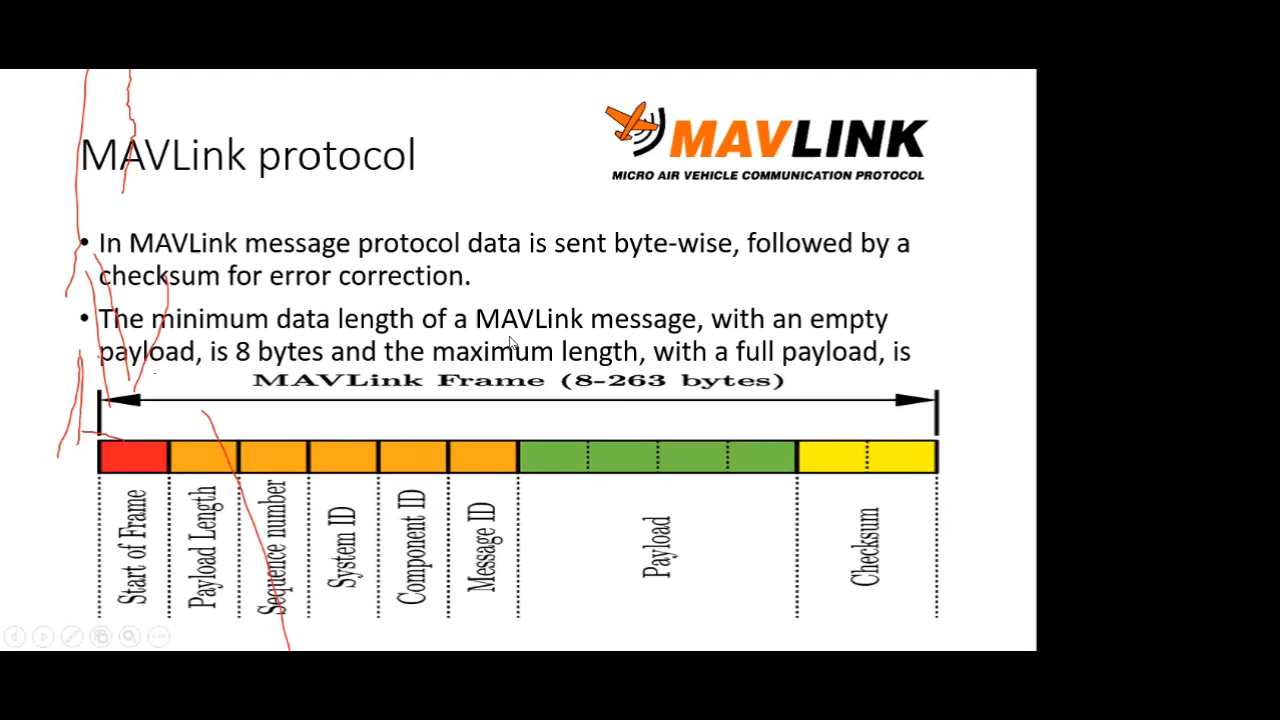 MAVLINK
MICRO AIR VEHICLE COMMUNICATION PROTOCOL
MAVLink protocol
• In MAVLink message protocol data is sent byte-wise, followed by a
checksum for error correction.
• The minimum data length of a MAVLink message, with an empty
payload, is 8 bytes and the maximum length, with a full payload, is
MAVLink Frame (8-263 bytes)
Start of Frame
Payload Length
Sequence number
System ID
Component ID
Message ID
Payload
Checksum